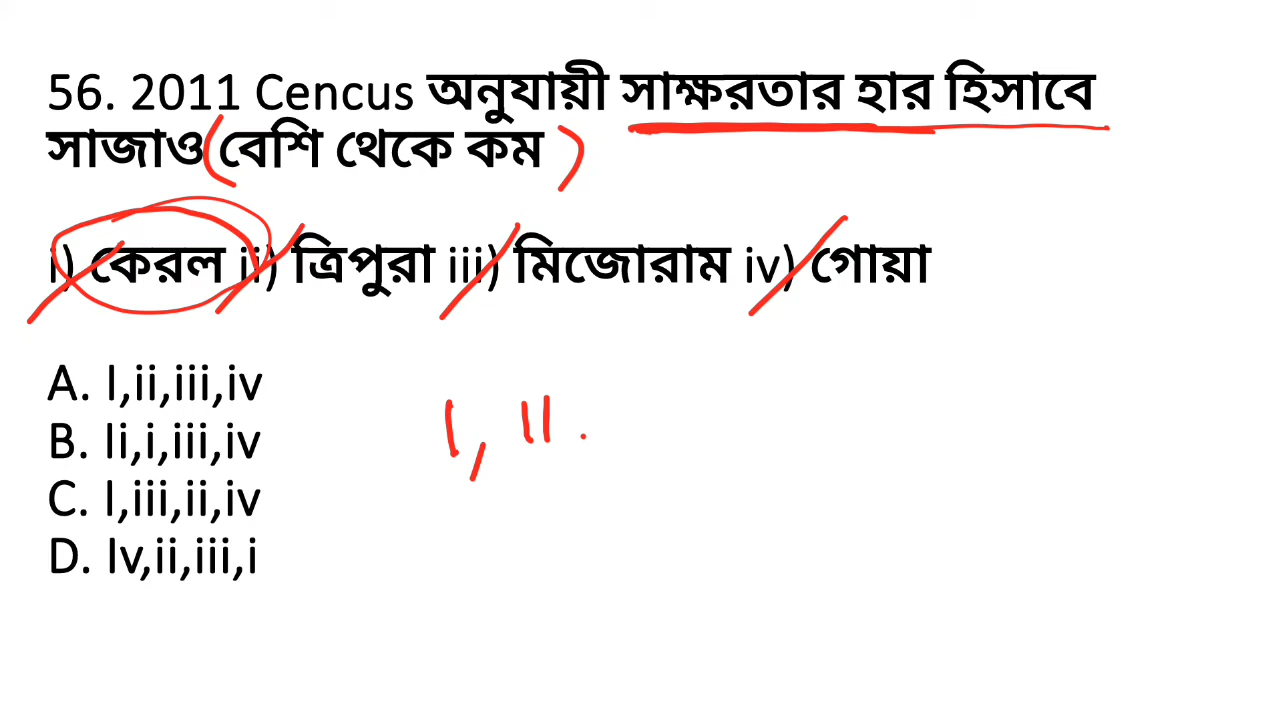 56. 2011 Cencus অনুযায়ী সাক্ষরতার হার হিসাবে
সাজাও ( বেশি থেকে কম )
i) কেরল ii) ত্রিপুরা iii) মিজোরাম iv) গোয়া
A. I,ii,iii,iv
B. Ii,i,iii,iv
C. I,iii,ii,iv
D. Iv,ii,iii,i
I, II .